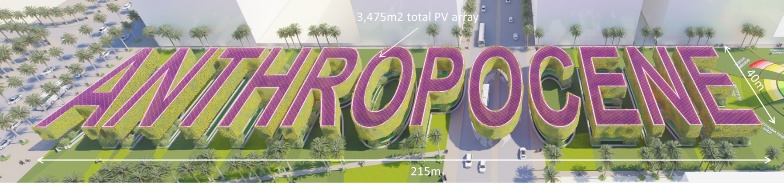 3,475m2 total PV array
ANTHROPOCENE
40m
215m